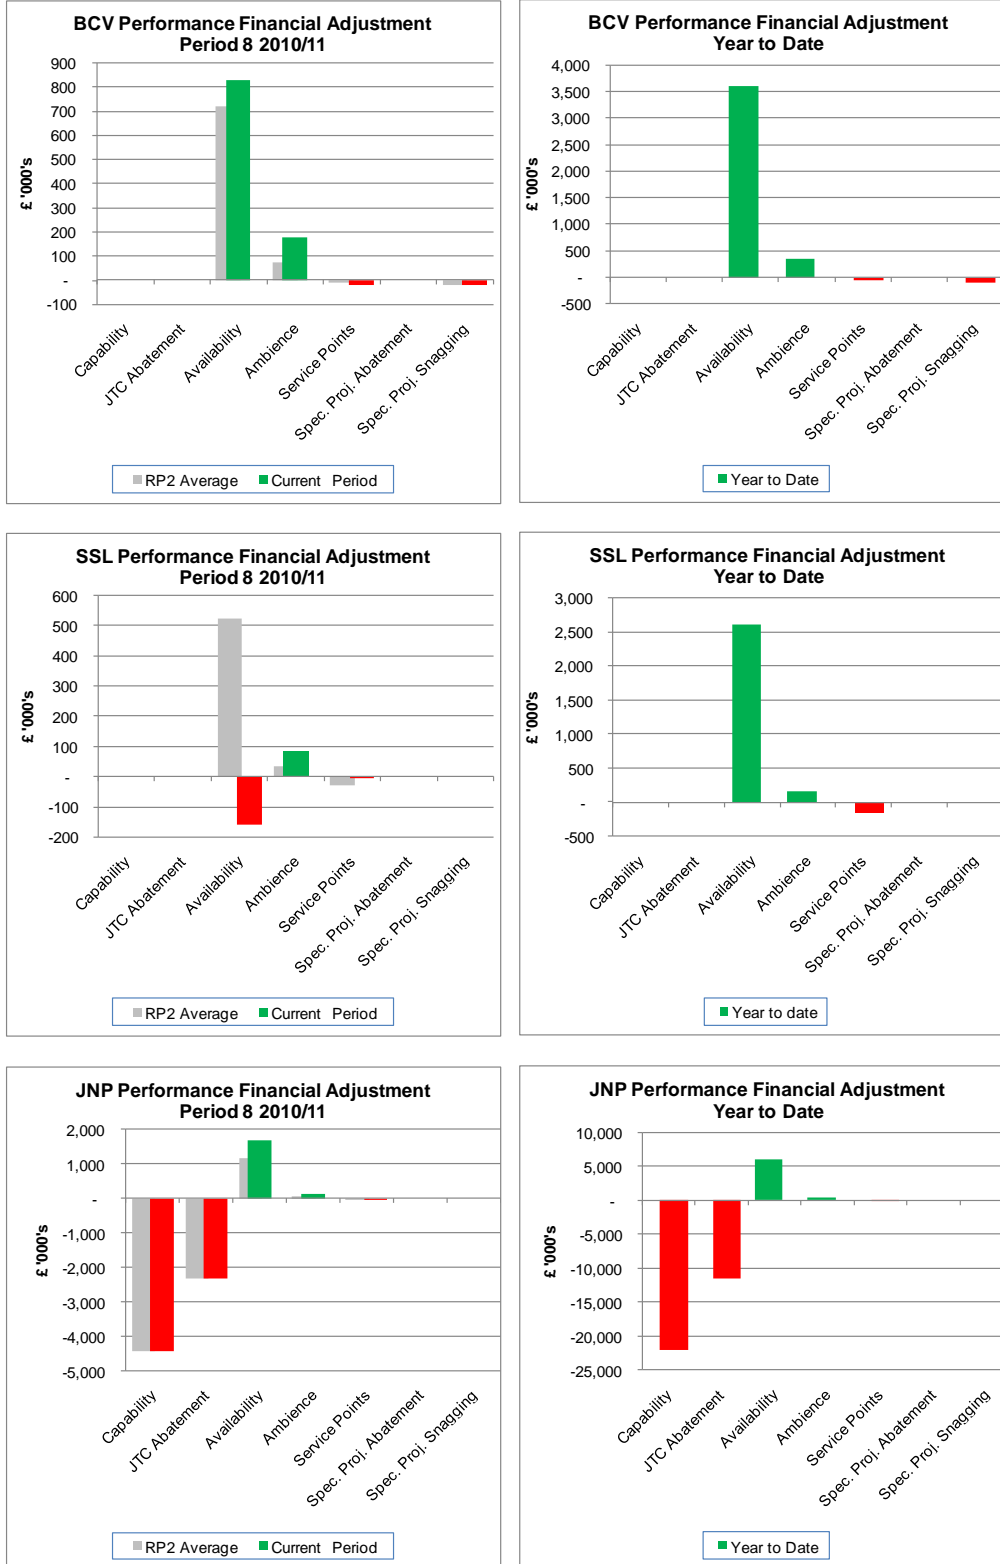 BCV Performance Financial Adjustment
Period 8 2010/11
900
800
700
600
500
400
300
200
100
-
-100
£ '000's
Capability
JTC Abatement
Availability
Ambience
Service Points
Spec. Proj. Abatement
Spec. Proj. Snagging
RP2 Average
Current Period
BCV Performance Financial Adjustment
Year to Date
4,000
3,500
3,000
2,500
2,000
1,500
1,000
500
-
-500
£ '000's
Capability
JTC Abatement
Availability
Ambience
Service Points
Spec. Proj. Abatement
Spec. Proj. Snagging
Year to Date
SSL Performance Financial Adjustment
Period 8 2010/11
600
500
400
300
200
100
-
-100
-200
£ '000's
Capability
JTC Abatement
Availability
Ambience
Service Points
Spec. Proj. Abatement
Spec. Proj. Snagging
RP2 Average
Current Period
SSL Performance Financial Adjustment
Year to Date
3,000
2,500
2,000
1,500
1,000
500
-
-500
£ '000's
Capability
JTC Abatement
Availability
Ambience
Service Points
Spec. Proj. Abatement
Spec. Proj. Snagging
Year to date
JNP Performance Financial Adjustment
Period 8 2010/11
2,000
1,000
-
-1,000
-2,000
-3,000
-4,000
-5,000
£ '000's
Capability
JTC Abatement
Availability
Ambience
Service Points
Spec. Proj. Abatement
Spec. Proj. Snagging
RP2 Average
Current Period
JNP Performance Financial Adjustment
Year to Date
10,000
5,000
-
-5,000
-10,000
-15,000
-20,000
-25,000
£ '000's
Capability
JTC Abatement
Availability
Ambience
Service Points
Spec. Proj. Abatement
Spec. Proj. Snagging
Year to Date